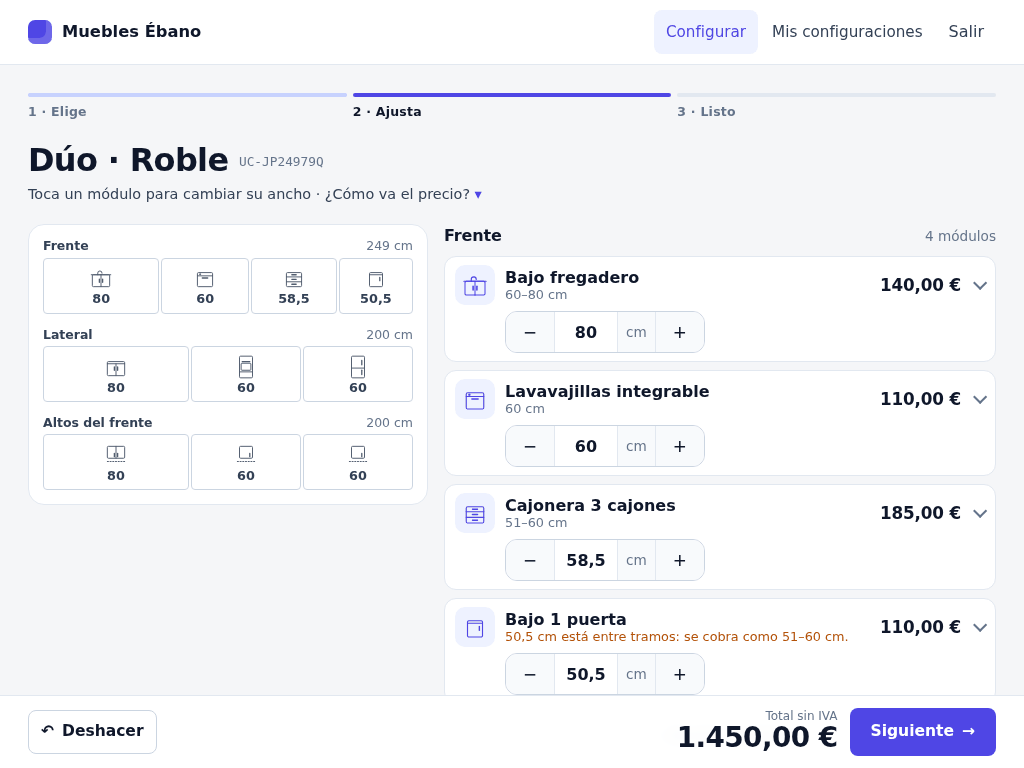 Muebles Ébano
Configurar
Mis configuraciones
Salir
1 · Elige
2 · Ajusta
3 · Listo
Dúo · Roble UC-JP24979Q
Toca un módulo para cambiar su ancho · ¿Cómo va el precio? ▾
Frente 249 cm
80 60 58,5 50,5
Lateral 200 cm
80 60 60
Altos del frente 200 cm
80 60 60
Frente 4 módulos
Bajo fregadero
60–80 cm
140,00 €
− 80 cm +
Lavavajillas integrable
60 cm
110,00 €
− 60 cm +
Cajonera 3 cajones
51–60 cm
185,00 €
− 58,5 cm +
Bajo 1 puerta
50,5 cm está entre tramos: se cobra como 51–60 cm.
110,00 €
− 50,5 cm +
↶ Deshacer
Total sin IVA
1.450,00 €
Siguiente →